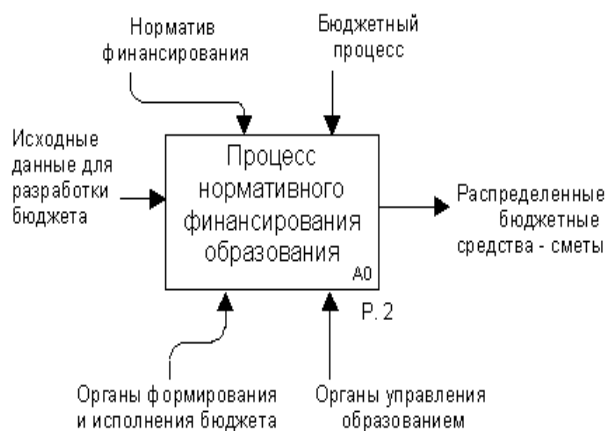 Норматив
финансирования
Бюджетный
процесс
Исходные
данные для
разработки
бюджета
Процесс
нормативного
финансирования
образования
A0
Распределенные
бюджетные
средства - сметы
P. 2
Органы формирования
и исполнения бюджета
Органы управления
образованием